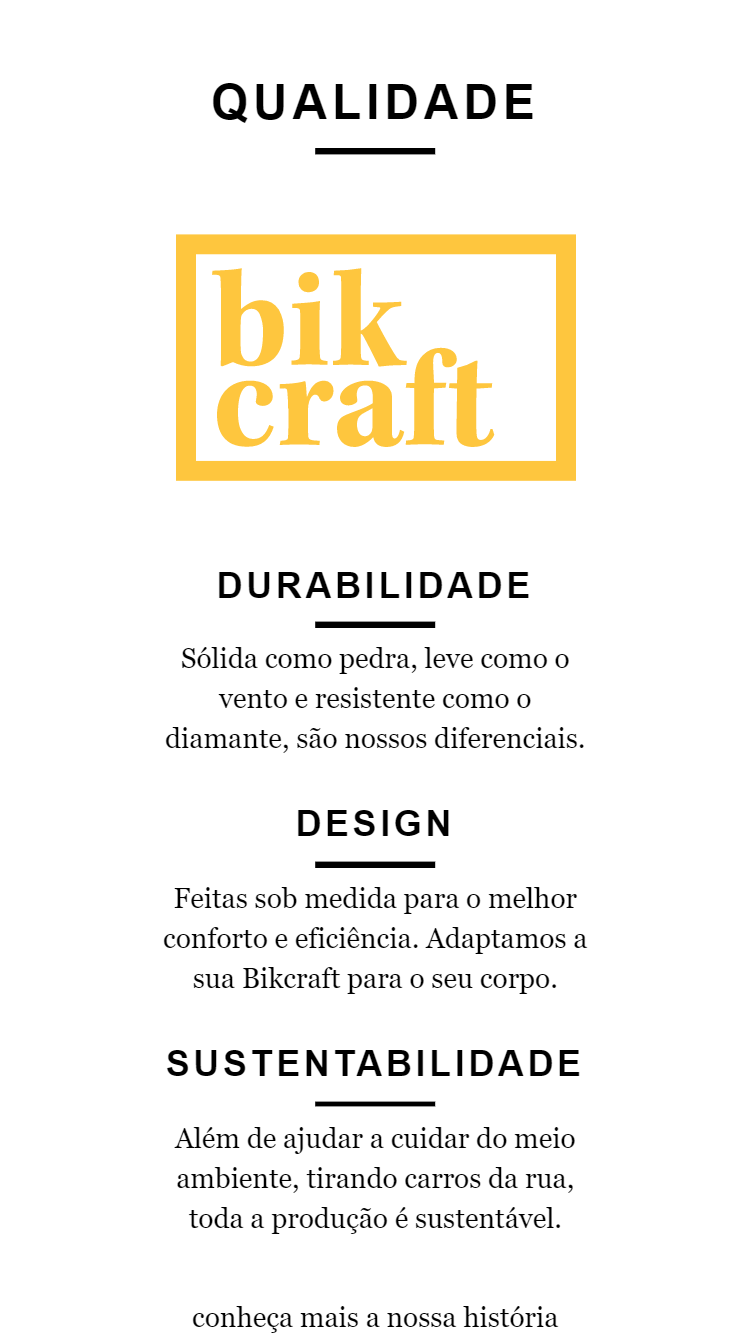 QUALIDADE
bik
craft
DURABILIDADE
Sólida como pedra, leve como o
vento e resistente como o
diamante, são nossos diferenciais.
DESIGN
Feitas sob medida para o melhor
conforto e eficiência. Adaptamos a
sua Bikcraft para o seu corpo.
SUSTENTABILIDADE
Além de ajudar a cuidar do meio
ambiente, tirando carros da rua,
toda a produção é sustentável.
conheça mais a nossa história